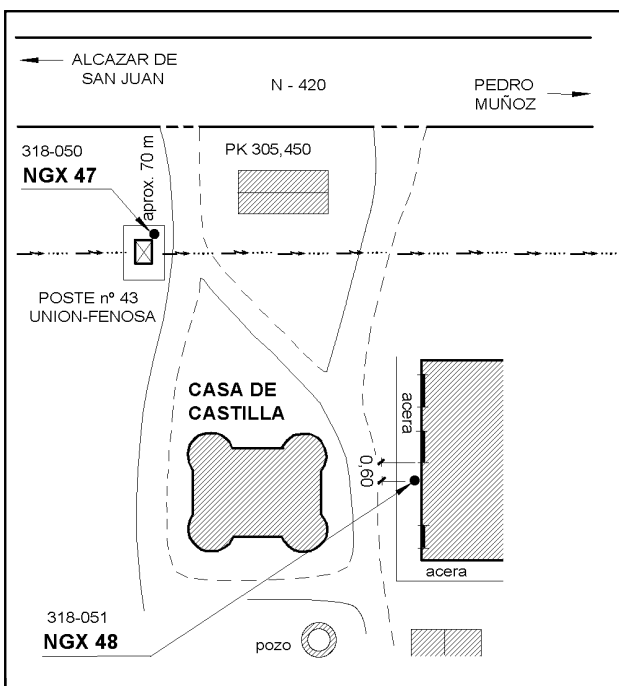 ALCAZAR DE
SAN JUAN
N - 420
PEDRO
MUÑOZ
318-050
NGX 47
aprox. 70 m
PK 305,450
POSTE nº 43
UNION-FENOSA
CASA DE
CASTILLA
acera
0,60
acera
318-051
NGX 48
pozo